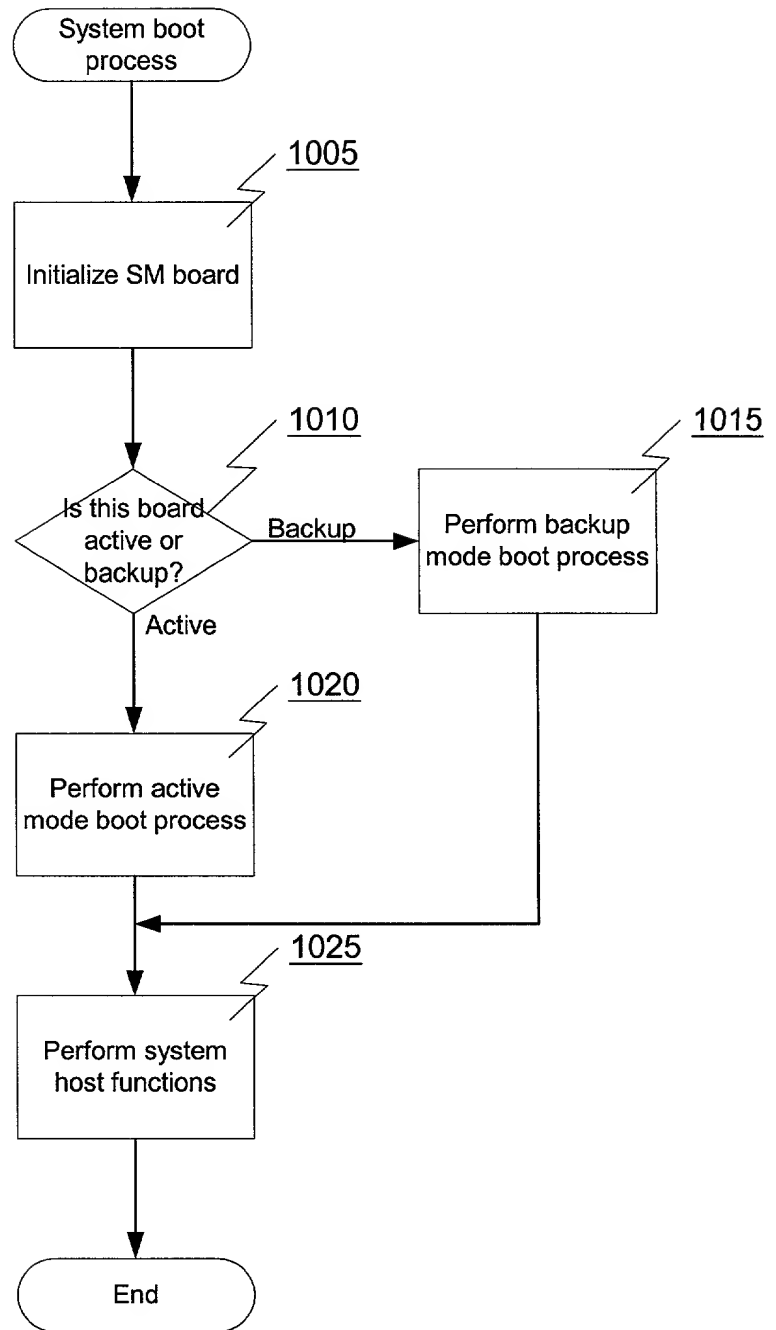 System boot
process
1005
Initialize SM board
1010
1015
Is this board
active or
backup?
Backup
Perform backup
mode boot process
Active
1020
Perform active
mode boot process
1025
Perform system
host functions
End